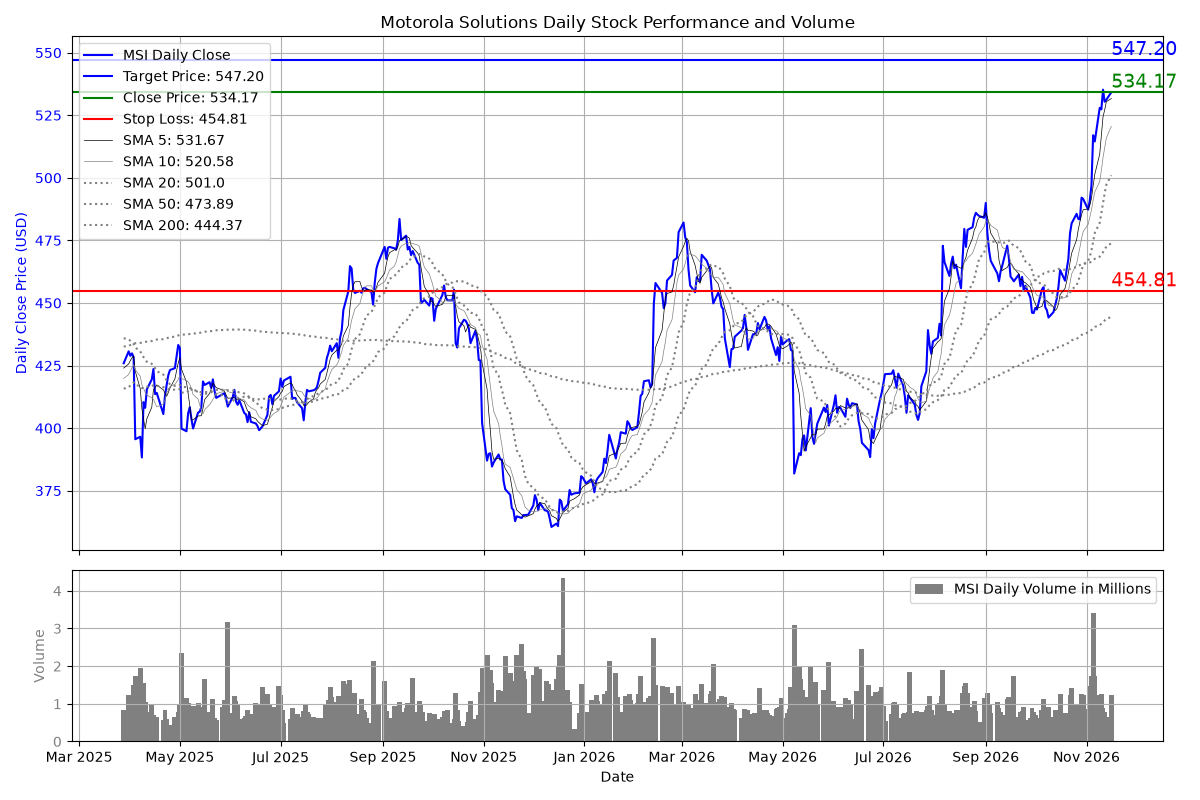 Motorola Solutions Daily Stock Performance and Volume
Daily Close Price (USD)
550
525
500
475
450
425
400
375
MSI Daily Close
Target Price: 547.20
Close Price: 534.17
Stop Loss: 454.81
SMA 5: 531.67
SMA 10: 520.58
SMA 20: 501.0
SMA 50: 473.89
SMA 200: 444.37
547.20
534.17
454.81
Volume
4
3
2
1
0
MSI Daily Volume in Millions
Mar 2025
May 2025
Jul 2025
Sep 2025
Nov 2025
Jan 2026
Mar 2026
May 2026
Jul 2026
Sep 2026
Nov 2026
Date